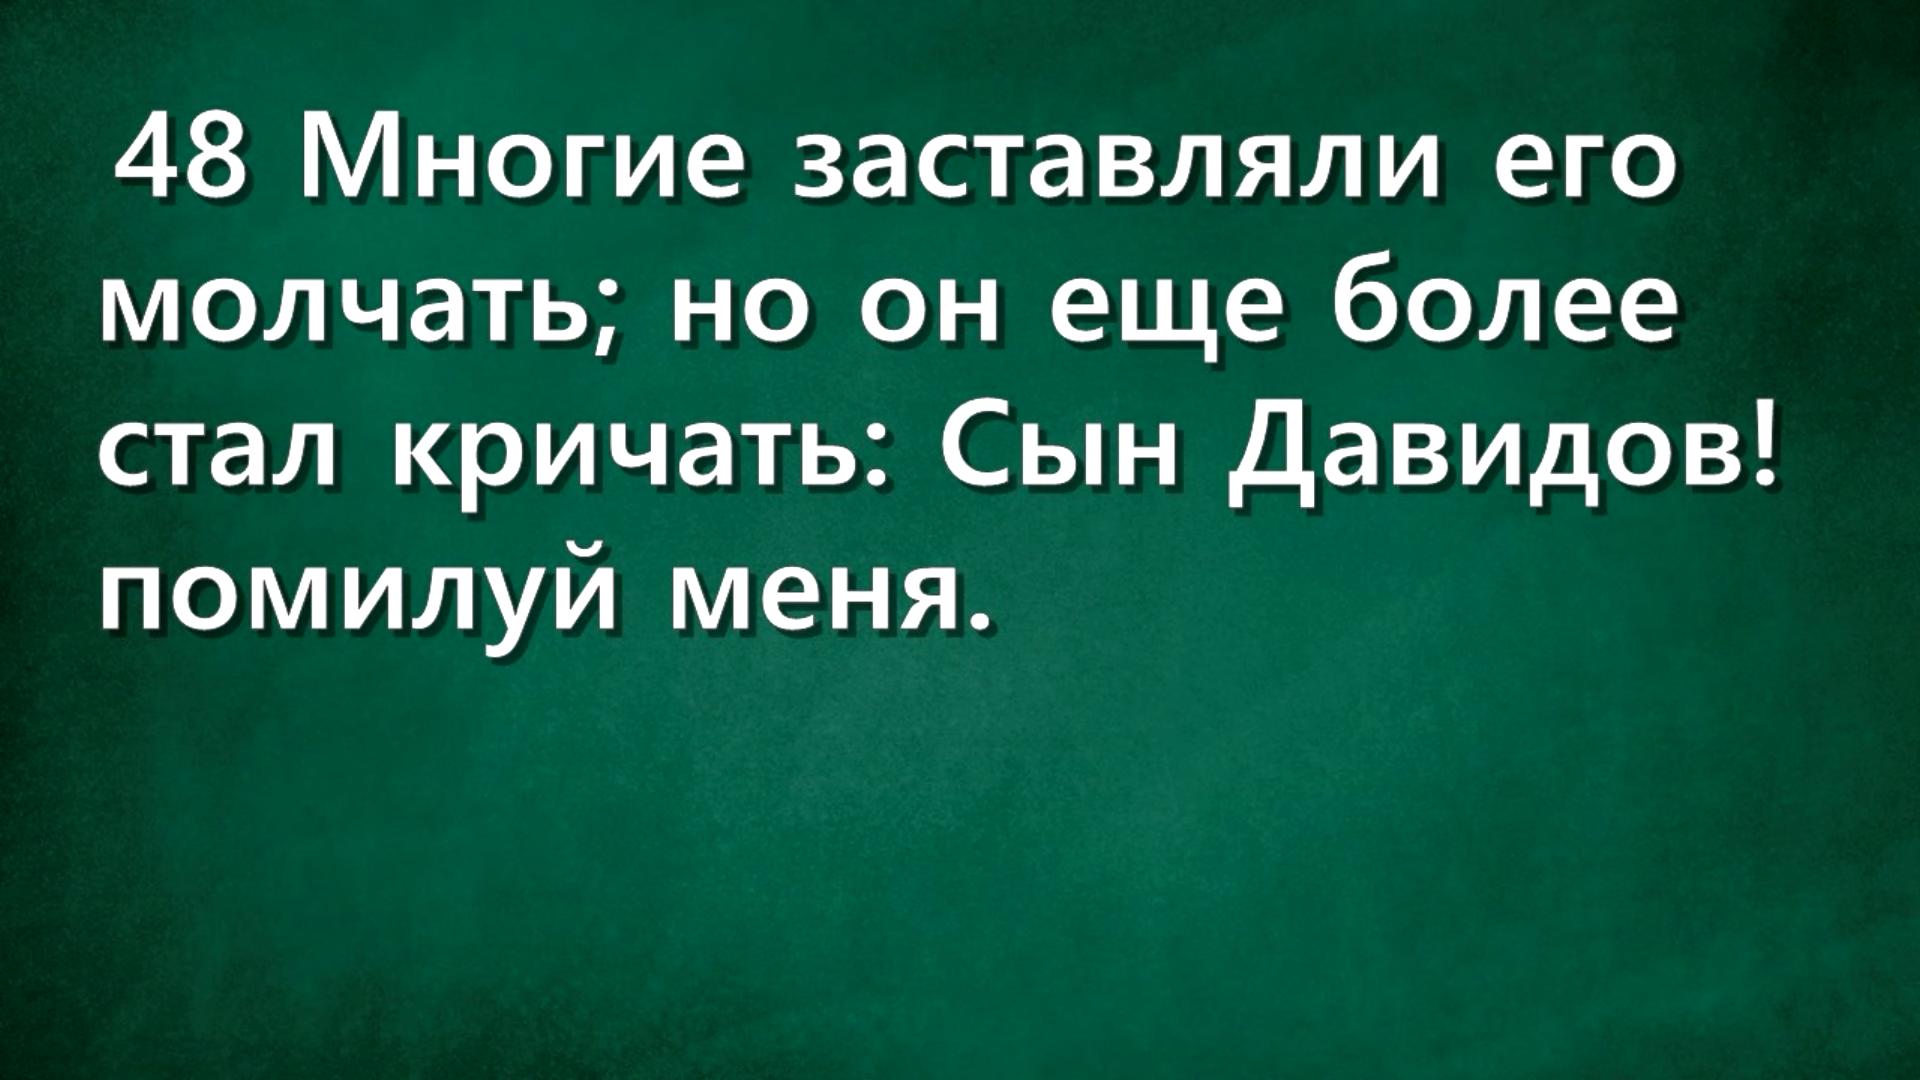 48 Многие заставляли его
молчать; но он еще более
стал кричать: Сын Давидов!
помилуй меня.